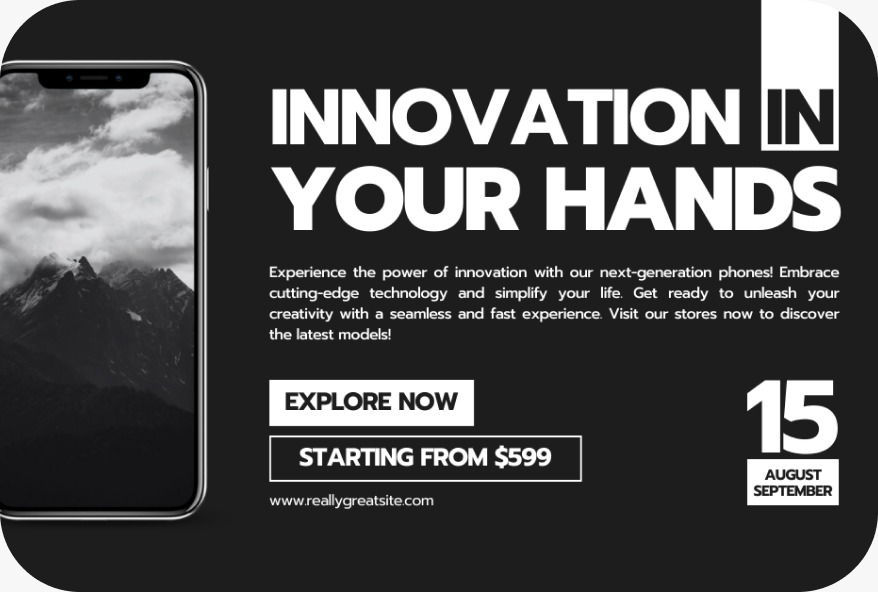 INNOVATION IN
YOUR HANDS
Experience the power of innovation with our next-generation phones! Embrace
cutting-edge technology and simplify your life. Get ready to unleash your
creativity with a seamless and fast experience. Visit our stores now to discover
the latest models!
EXPLORE NOW
STARTING FROM $599
www.reallygreatsite.com
15
AUGUST
SEPTEMBER